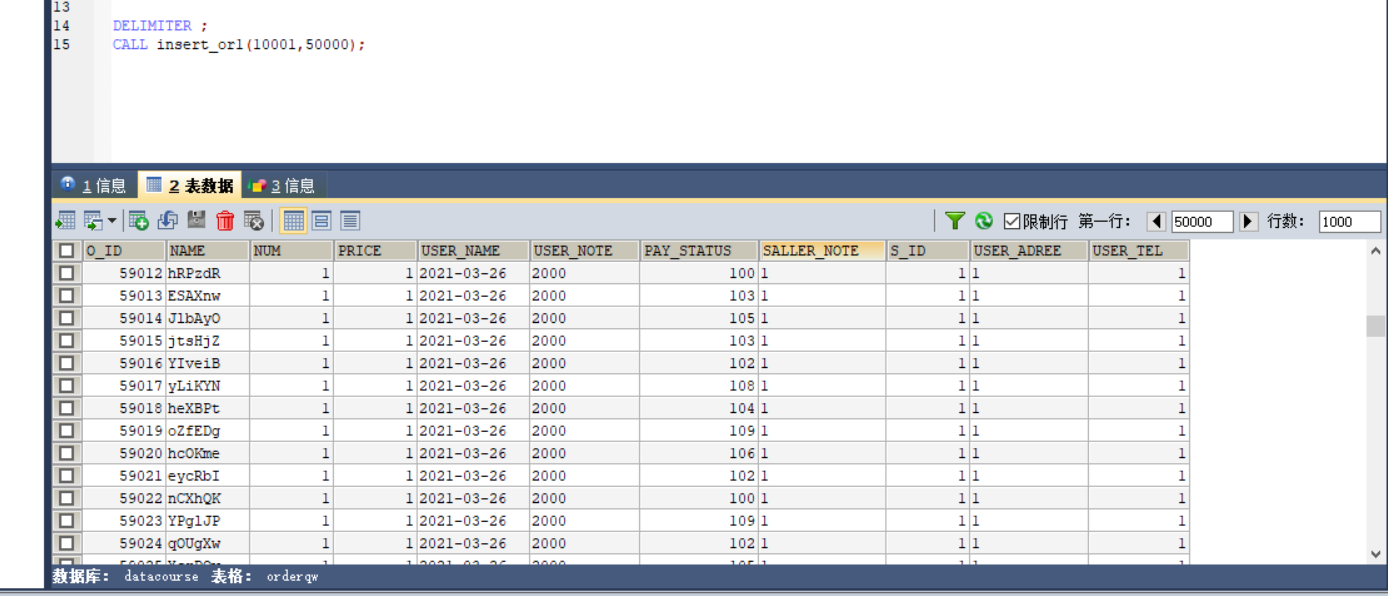 13
14 DELIMITER ;
15 CALL insert_or1(10001,50000);
1 信息 2 表数据 3 信息
限制行 第一行: 50000 行数: 1000
O_ID NAME NUM PRICE USER_NAME USER_NOTE PAY_STATUS SALLER_NOTE S_ID USER_ADREE USER_TEL
59012 hRPzdR 1 1 2021-03-26 2000 100 1 1 1 1
59013 ESAXnw 1 1 2021-03-26 2000 103 1 1 1 1
59014 JlbAyO 1 1 2021-03-26 2000 105 1 1 1 1
59015 jtsHjZ 1 1 2021-03-26 2000 103 1 1 1 1
59016 YIveiB 1 1 2021-03-26 2000 102 1 1 1 1
59017 yLiKYN 1 1 2021-03-26 2000 108 1 1 1 1
59018 heXBPt 1 1 2021-03-26 2000 104 1 1 1 1
59019 oZfEDg 1 1 2021-03-26 2000 109 1 1 1 1
59020 hcOKme 1 1 2021-03-26 2000 106 1 1 1 1
59021 eycRbI 1 1 2021-03-26 2000 102 1 1 1 1
59022 nCXhQK 1 1 2021-03-26 2000 100 1 1 1 1
59023 YPglJP 1 1 2021-03-26 2000 109 1 1 1 1
59024 qOUgXw 1 1 2021-03-26 2000 102 1 1 1 1
数据库: datacourse 表格: orderqw